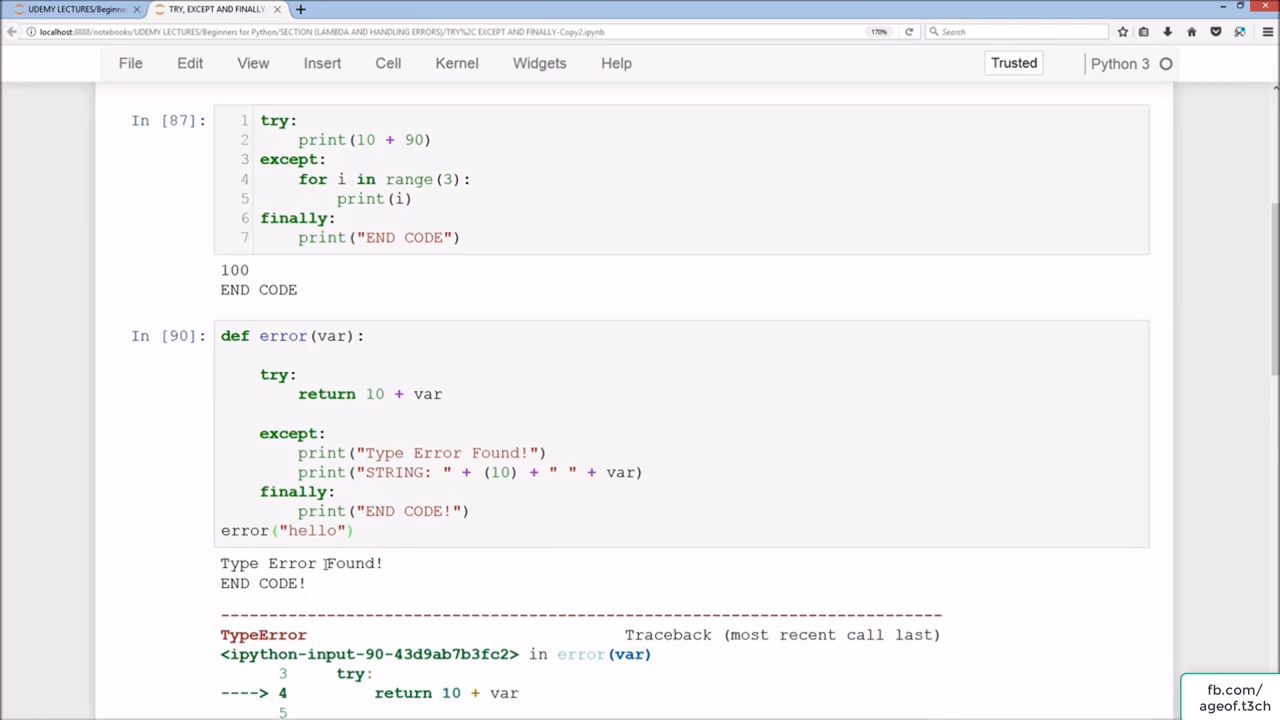 UDEMY LECTURES/Beginner
TRY, EXCEPT AND FINALLY
localhost:8888/notebooks/UDEMY LECTURES/Beginners for Python/SECTION (LAMBDA AND HANDLING ERRORS)/TRY%2C EXCEPT AND FINALLY-Copy2.ipynb
170%
Search
File Edit View Insert Cell Kernel Widgets Help
Trusted
Python 3
In [87]:
1 try:
2 print(10 + 90)
3 except:
4 for i in range(3):
5 print(i)
6 finally:
7 print("END CODE")
100
END CODE
In [90]:
def error(var):
try:
return 10 + var
except:
print("Type Error Found!")
print("STRING: " + (10) + " " + var)
finally:
print("END CODE!")
error("hello")
Type Error Found!
END CODE!
---------------------------------------------------------------------------
TypeError Traceback (most recent call last)
<ipython-input-90-43d9ab7b3fc2> in error(var)
3 try:
----> 4 return 10 + var
5
fb.com/
ageof.t3ch